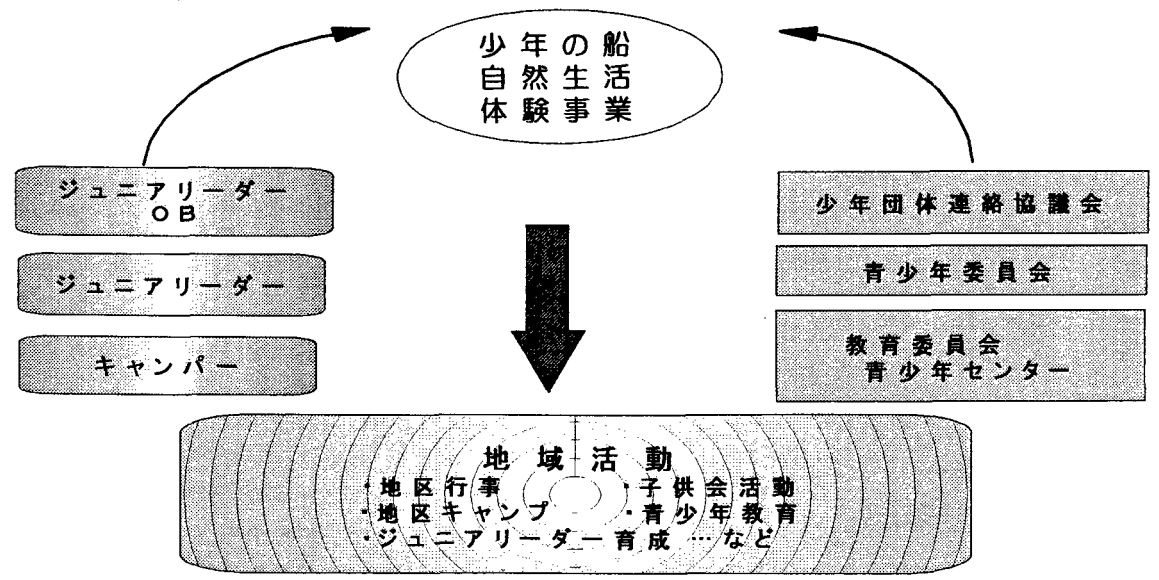 少年の船
自然生活
体験事業
ジュニアリーダー
OB
ジュニアリーダー
キャンパー
少年団体連絡協議会
青少年委員会
教育委員会
青少年センター
地域活動
・地区行事 ・子供会活動
・地区キャンプ ・青少年教育
・ジュニアリーダー育成…など